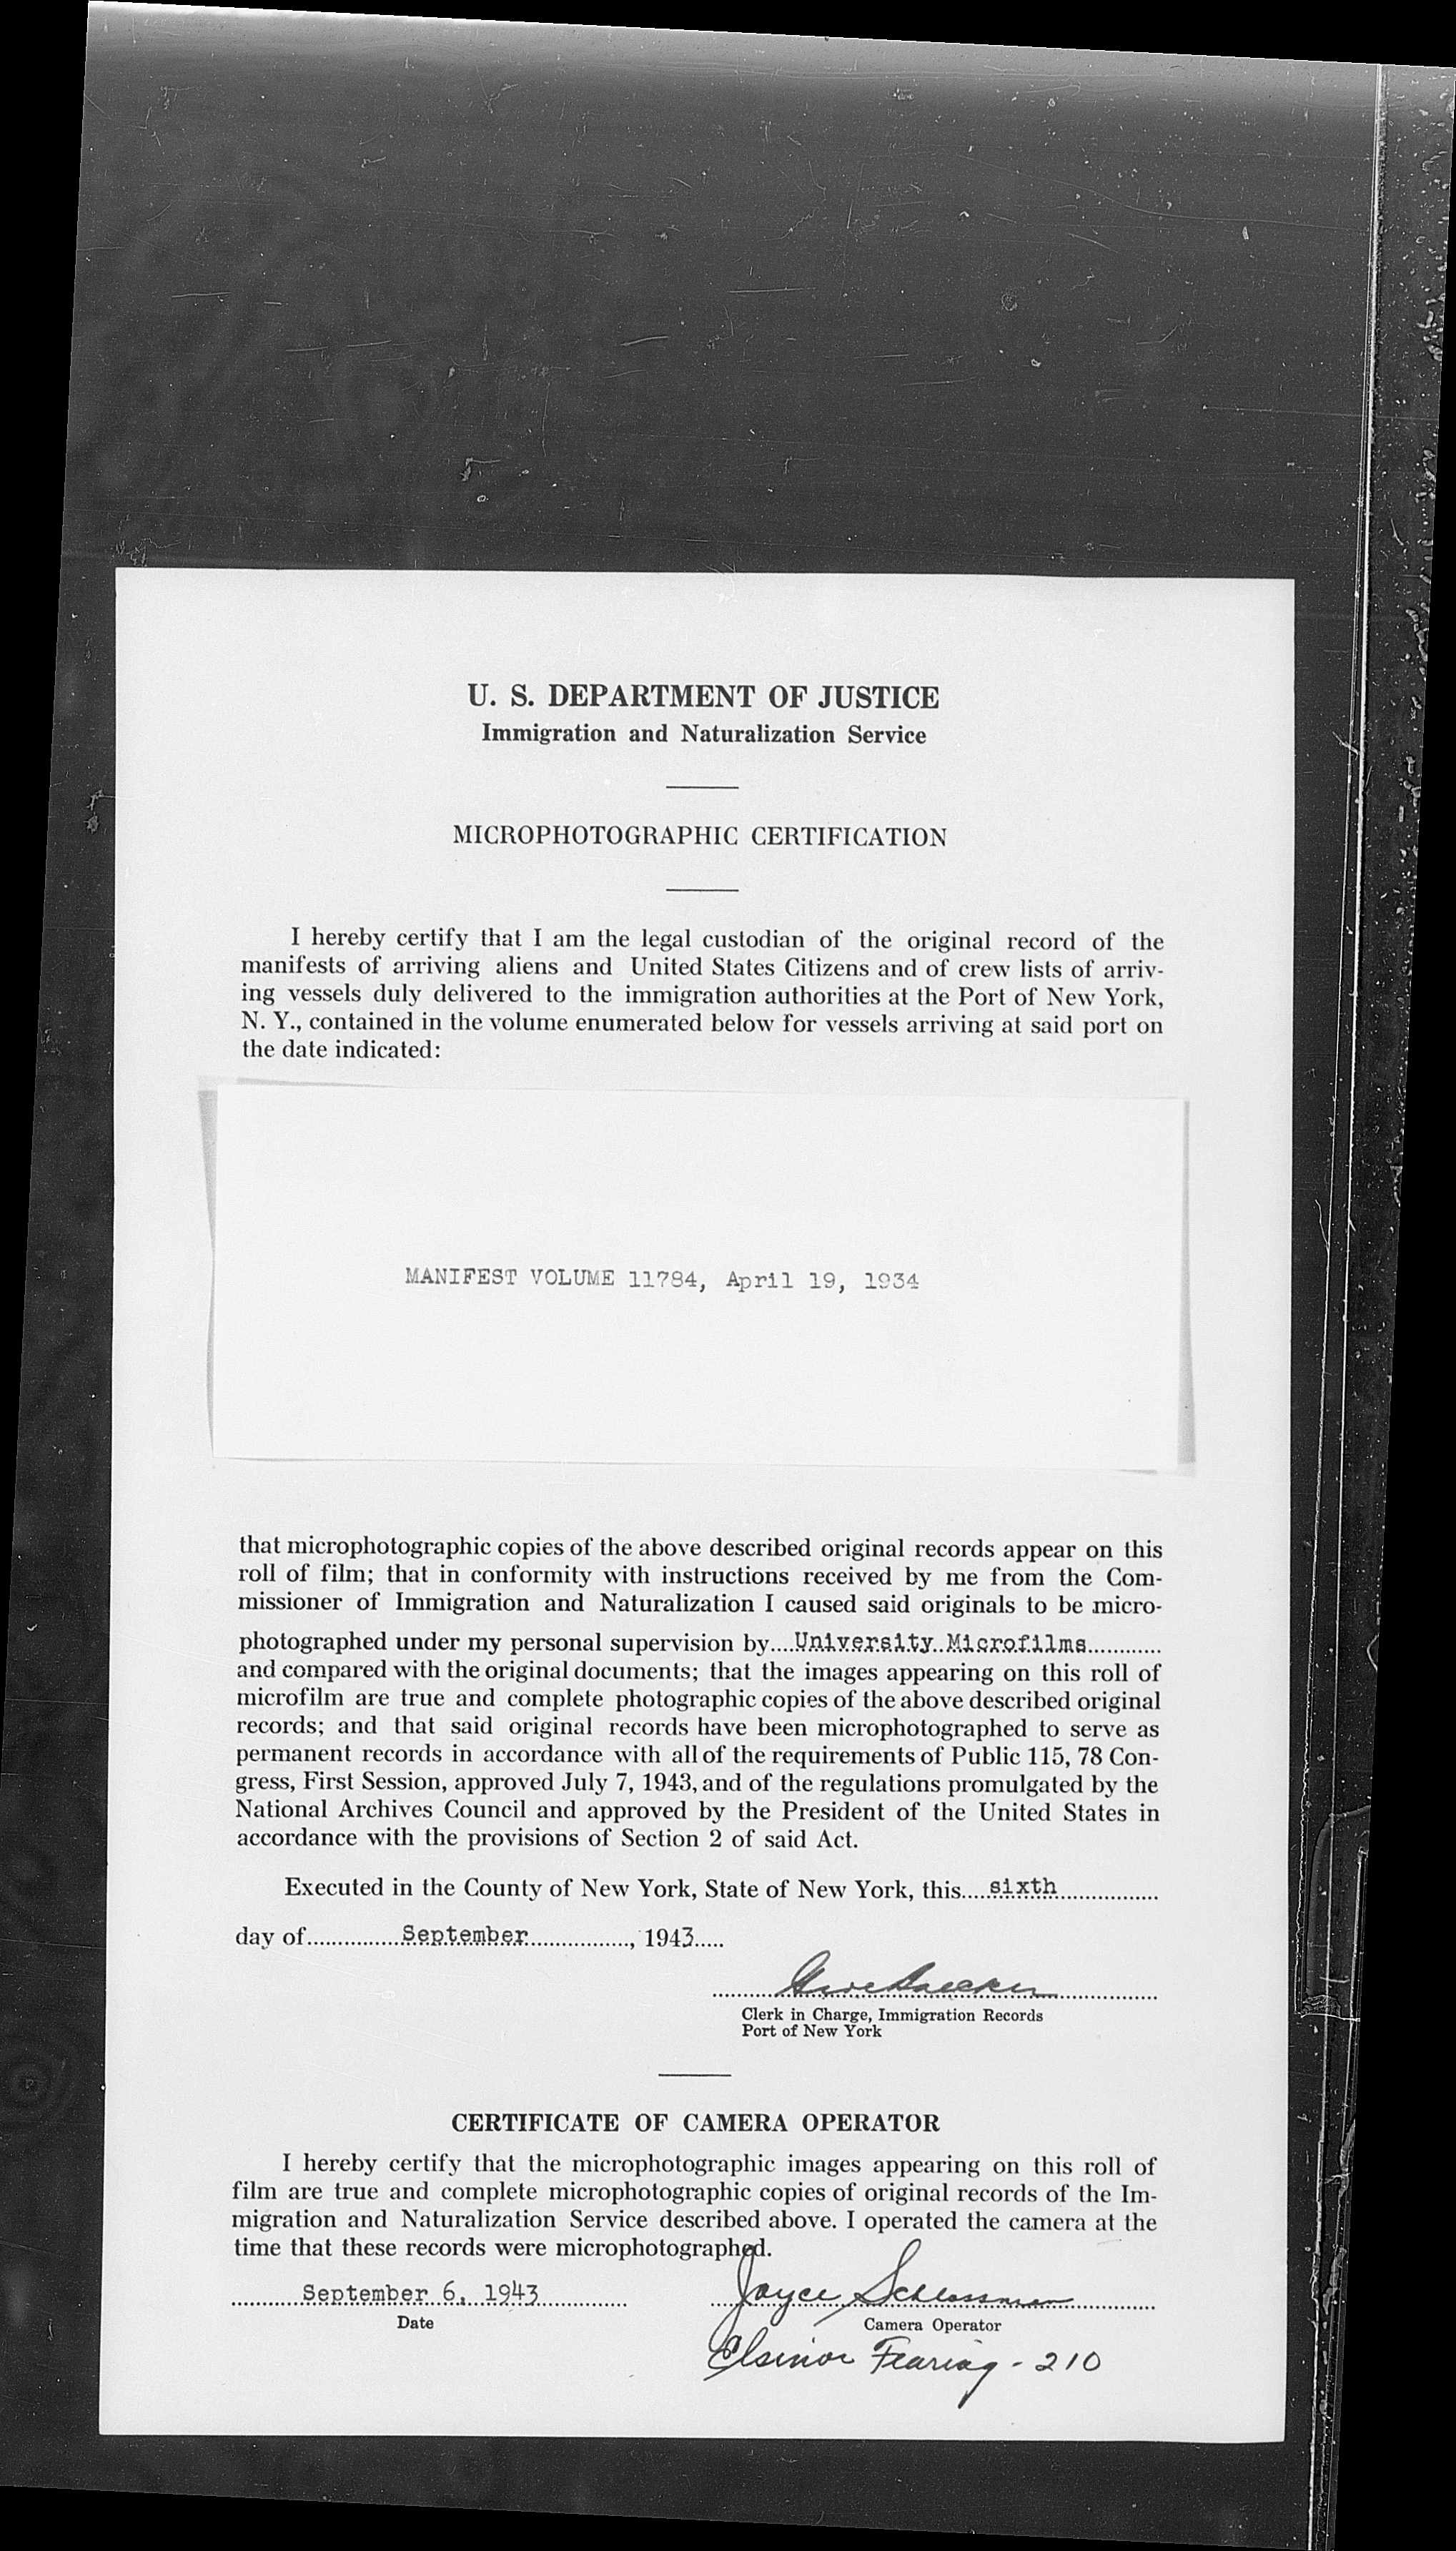 U. S. DEPARTMENT OF JUSTICE
Immigration and Naturalization Service
MICROPHOTOGRAPHIC CERTIFICATION
I hereby certify that I am the legal custodian of the original record of the
manifests of arriving aliens and United States Citizens and of crew lists of arriv-
ing vessels duly delivered to the immigration authorities at the Port of New York,
N. Y., contained in the volume enumerated below for vessels arriving at said port on
the date indicated:
MANIFEST VOLUME 11784, April 19, 1934
that microphotographic copies of the above described original records appear on this
roll of film; that in conformity with instructions received by me from the Com-
missioner of Immigration and Naturalization I caused said originals to be micro-
photographed under my personal supervision by....University Microfilms............
and compared with the original documents; that the images appearing on this roll of
microfilm are true and complete photographic copies of the above described original
records; and that said original records have been microphotographed to serve as
permanent records in accordance with all of the requirements of Public 115, 78 Con-
gress, First Session, approved July 7, 1943, and of the regulations promulgated by the
National Archives Council and approved by the President of the United States in
accordance with the provisions of Section 2 of said Act.
Executed in the County of New York, State of New York, this.....sixth................
day of...............September................., 1943.....
Clerk in Charge, Immigration Records
Port of New York
CERTIFICATE OF CAMERA OPERATOR
I hereby certify that the microphotographic images appearing on this roll of
film are true and complete microphotographic copies of original records of the Im-
migration and Naturalization Service described above. I operated the camera at the
time that these records were microphotographed.
September 6, 1943 Joyce Schlossman
Date Camera Operator
Elsinor Fearing - 210